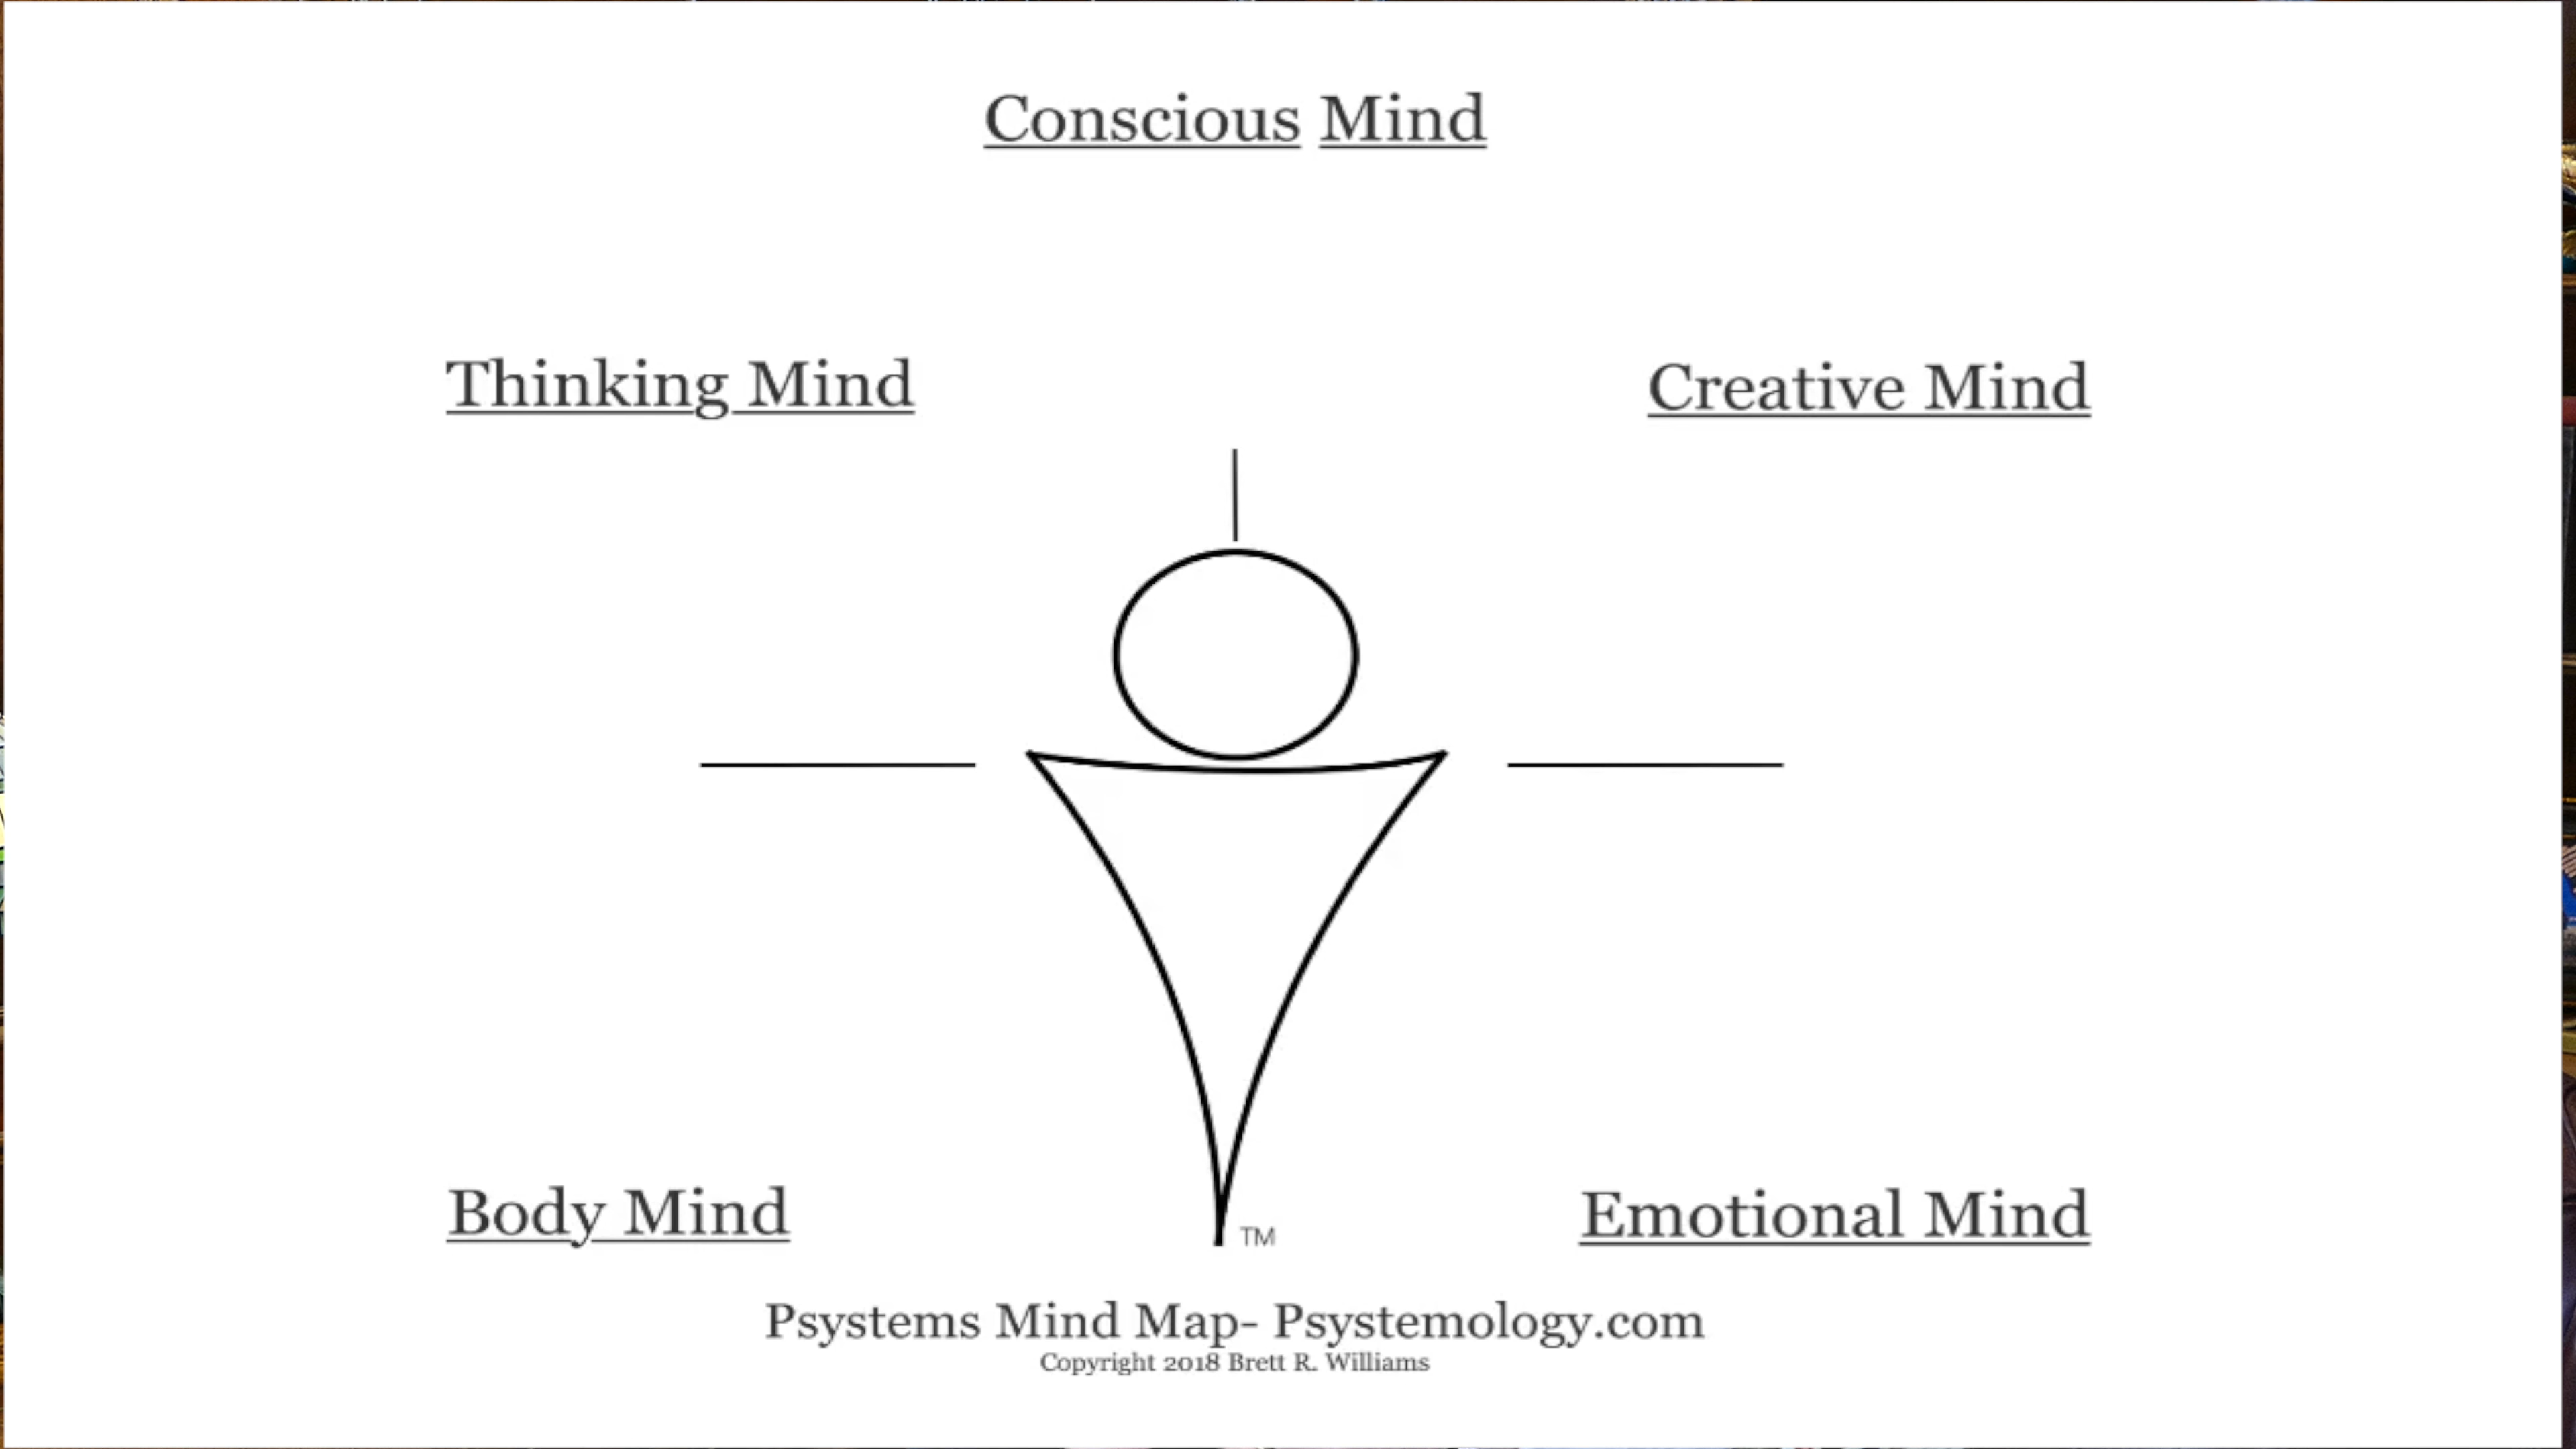 Conscious Mind
Thinking Mind
Creative Mind
Body Mind
Emotional Mind
TM
Psystems Mind Map- Psystemology.com
Copyright 2018 Brett R. Williams